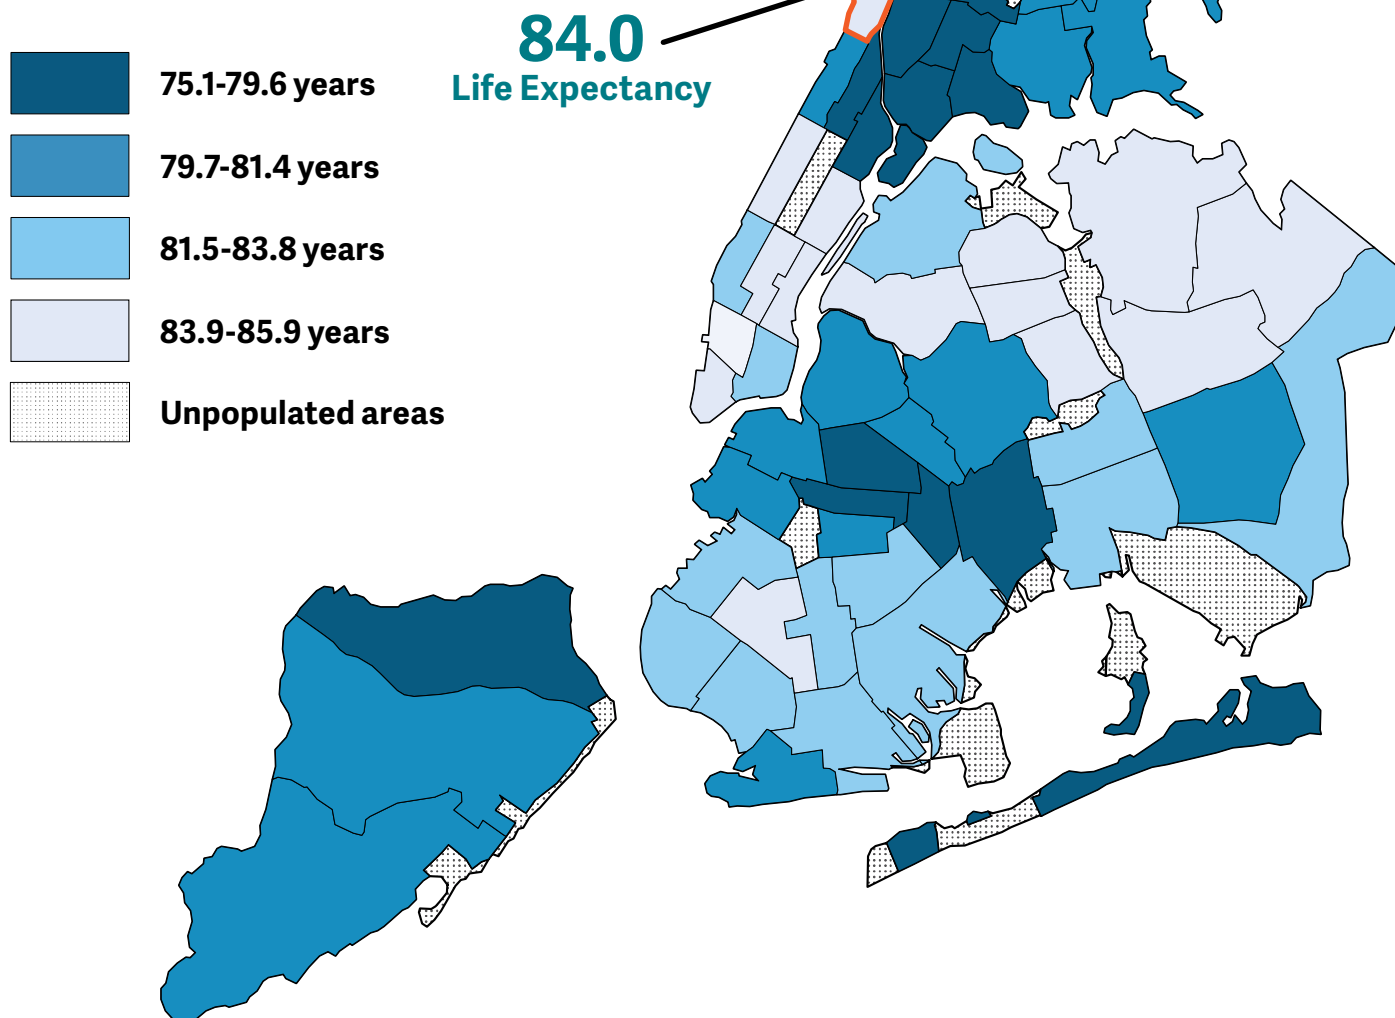 84.0
Life Expectancy
75.1-79.6 years
79.7-81.4 years
81.5-83.8 years
83.9-85.9 years
Unpopulated areas